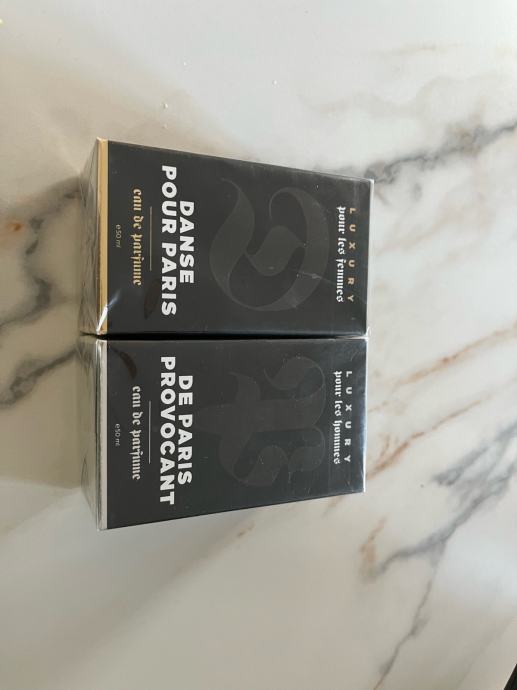 LUXURY
pour les femmes
DANSE
POUR PARIS
eau de parfume
e50 ml
LUXURY
pour les hommes
DE PARIS
PROVOCANT
eau de parfume
e50 ml